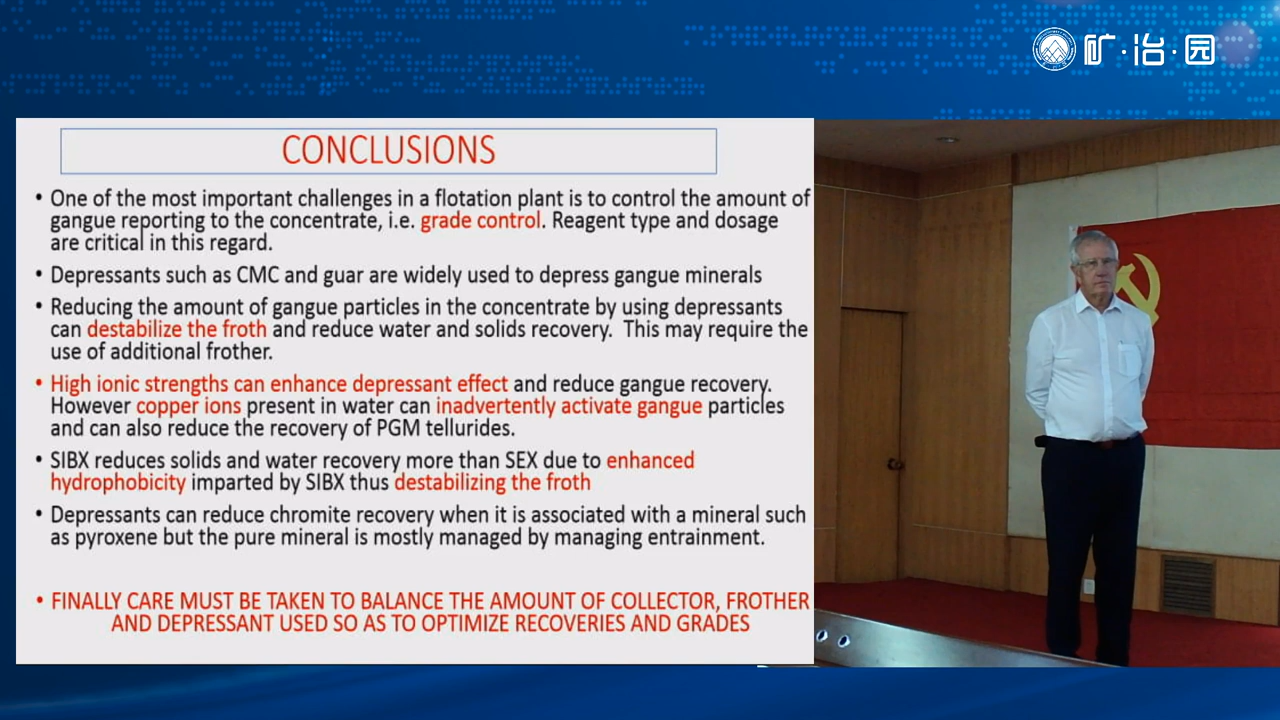 矿·冶·园
CONCLUSIONS
• One of the most important challenges in a flotation plant is to control the amount of
gangue reporting to the concentrate, i.e. grade control. Reagent type and dosage
are critical in this regard.
• Depressants such as CMC and guar are widely used to depress gangue minerals
• Reducing the amount of gangue particles in the concentrate by using depressants
can destabilize the froth and reduce water and solids recovery. This may require the
use of additional frother.
• High ionic strengths can enhance depressant effect and reduce gangue recovery.
However copper ions present in water can inadvertently activate gangue particles
and can also reduce the recovery of PGM tellurides.
• SIBX reduces solids and water recovery more than SEX due to enhanced
hydrophobicity imparted by SIBX thus destabilizing the froth
• Depressants can reduce chromite recovery when it is associated with a mineral such
as pyroxene but the pure mineral is mostly managed by managing entrainment.
• FINALLY CARE MUST BE TAKEN TO BALANCE THE AMOUNT OF COLLECTOR, FROTHER
AND DEPRESSANT USED SO AS TO OPTIMIZE RECOVERIES AND GRADES